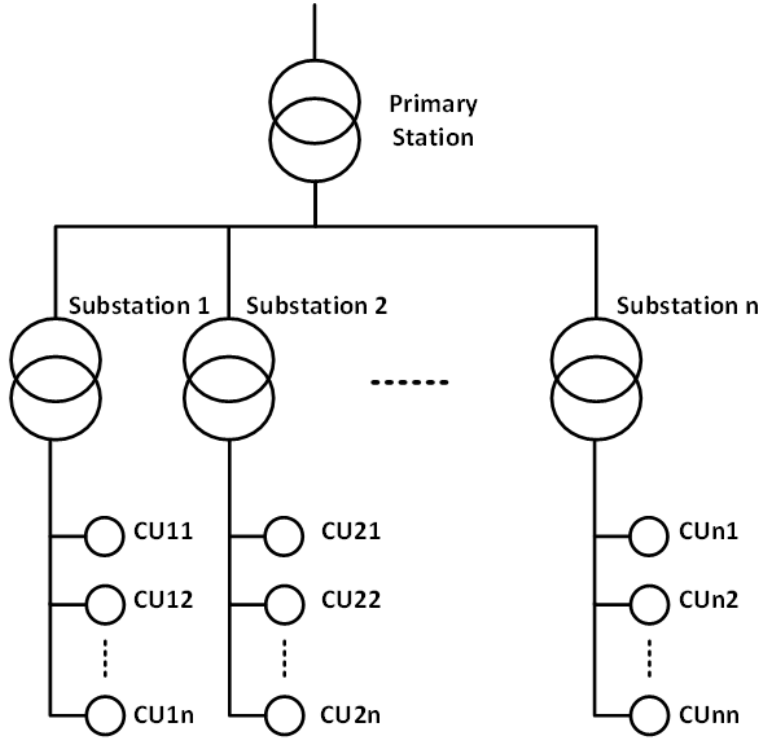 Primary
Station
Substation 1
Substation 2
Substation n
CU11
CU21
CUn1
CU12
CU22
CUn2
CU1n
CU2n
CUnn